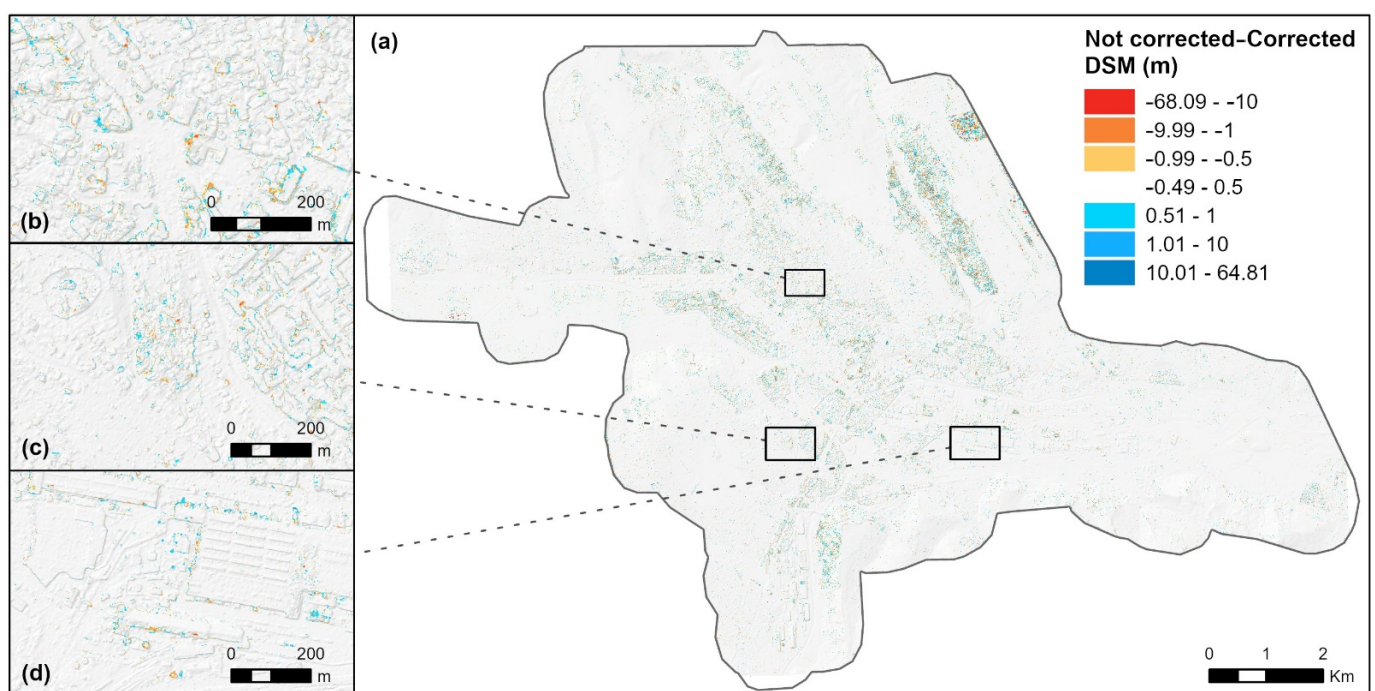 (a)
Not corrected–Corrected
DSM (m)
-68.09 - -10
-9.99 - -1
-0.99 - -0.5
-0.49 - 0.5
0.51 - 1
1.01 - 10
10.01 - 64.81
0 200
m
(b)
0 200
m
(c)
0 200
m
(d)
0 1 2
Km